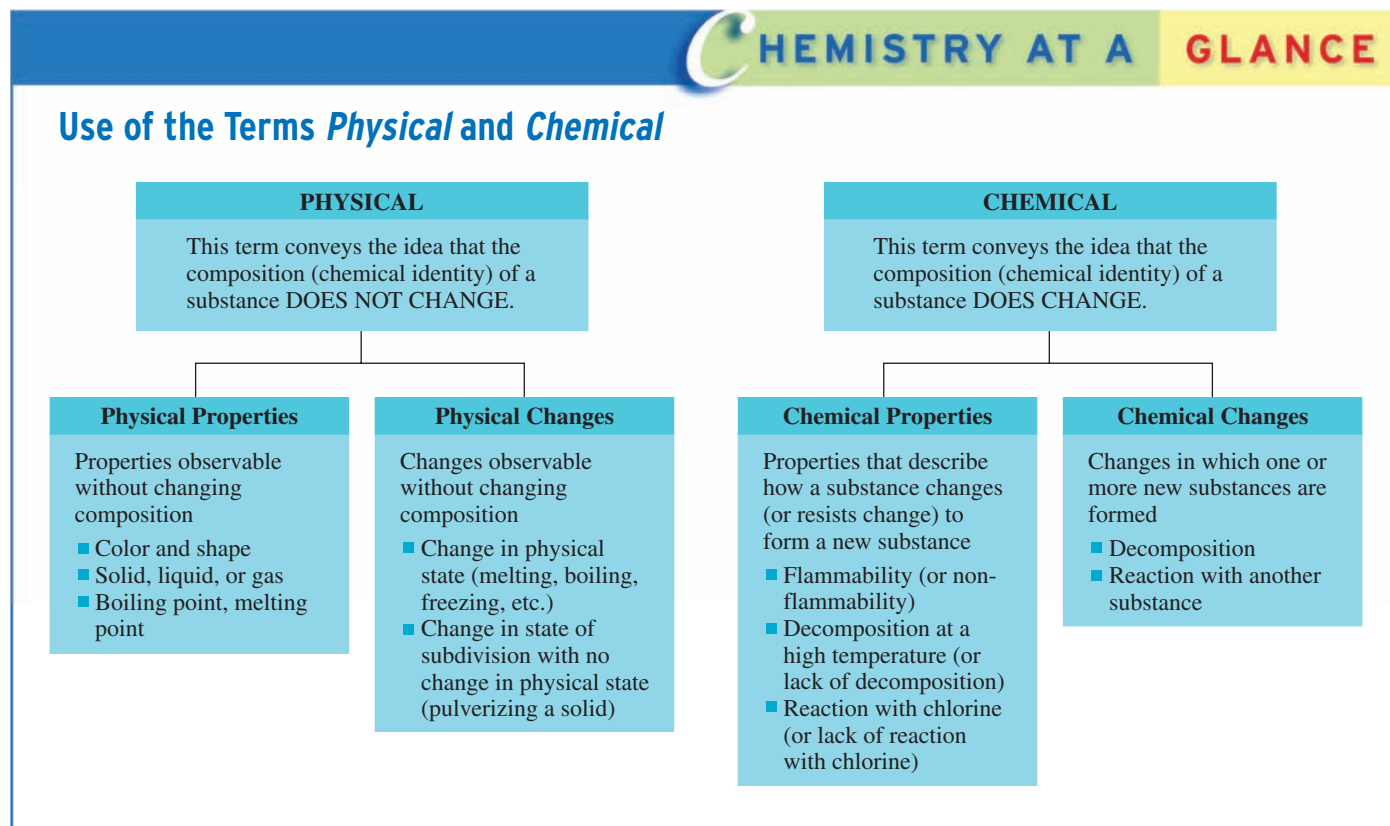 CHEMISTRY AT A GLANCE
Use of the Terms Physical and Chemical
PHYSICAL
This term conveys the idea that the
composition (chemical identity) of a
substance DOES NOT CHANGE.
Physical Properties
Properties observable
without changing
composition
Color and shape
Solid, liquid, or gas
Boiling point, melting
point
Physical Changes
Changes observable
without changing
composition
Change in physical
state (melting, boiling,
freezing, etc.)
Change in state of
subdivision with no
change in physical state
(pulverizing a solid)
CHEMICAL
This term conveys the idea that the
composition (chemical identity) of a
substance DOES CHANGE.
Chemical Properties
Properties that describe
how a substance changes
(or resists change) to
form a new substance
Flammability (or non-
flammability)
Decomposition at a
high temperature (or
lack of decomposition)
Reaction with chlorine
(or lack of reaction
with chlorine)
Chemical Changes
Changes in which one or
more new substances are
formed
Decomposition
Reaction with another
substance